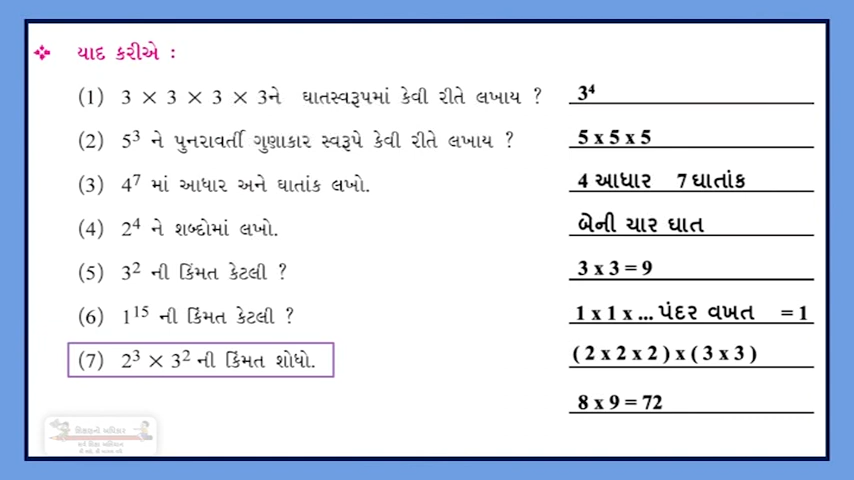 ❖ યાદ કરીએ :
(1) 3 × 3 × 3 × 3ને ઘાતસ્વરૂપમાં કેવી રીતે લખાય ? 3⁴
(2) 5³ ને પુનરાવર્તી ગુણાકાર સ્વરૂપે કેવી રીતે લખાય ? 5 x 5 x 5
(3) 4⁷ માં આધાર અને ઘાતાંક લખો. 4 આધાર 7 ઘાતાંક
(4) 2⁴ ને શબ્દોમાં લખો. બેની ચાર ઘાત
(5) 3² ની કિંમત કેટલી ? 3 x 3 = 9
(6) 1¹⁵ ની કિંમત કેટલી ? 1 x 1 x ... પંદર વખત = 1
(7) 2³ × 3² ની કિંમત શોધો. ( 2 x 2 x 2 ) x ( 3 x 3 )
8 x 9 = 72